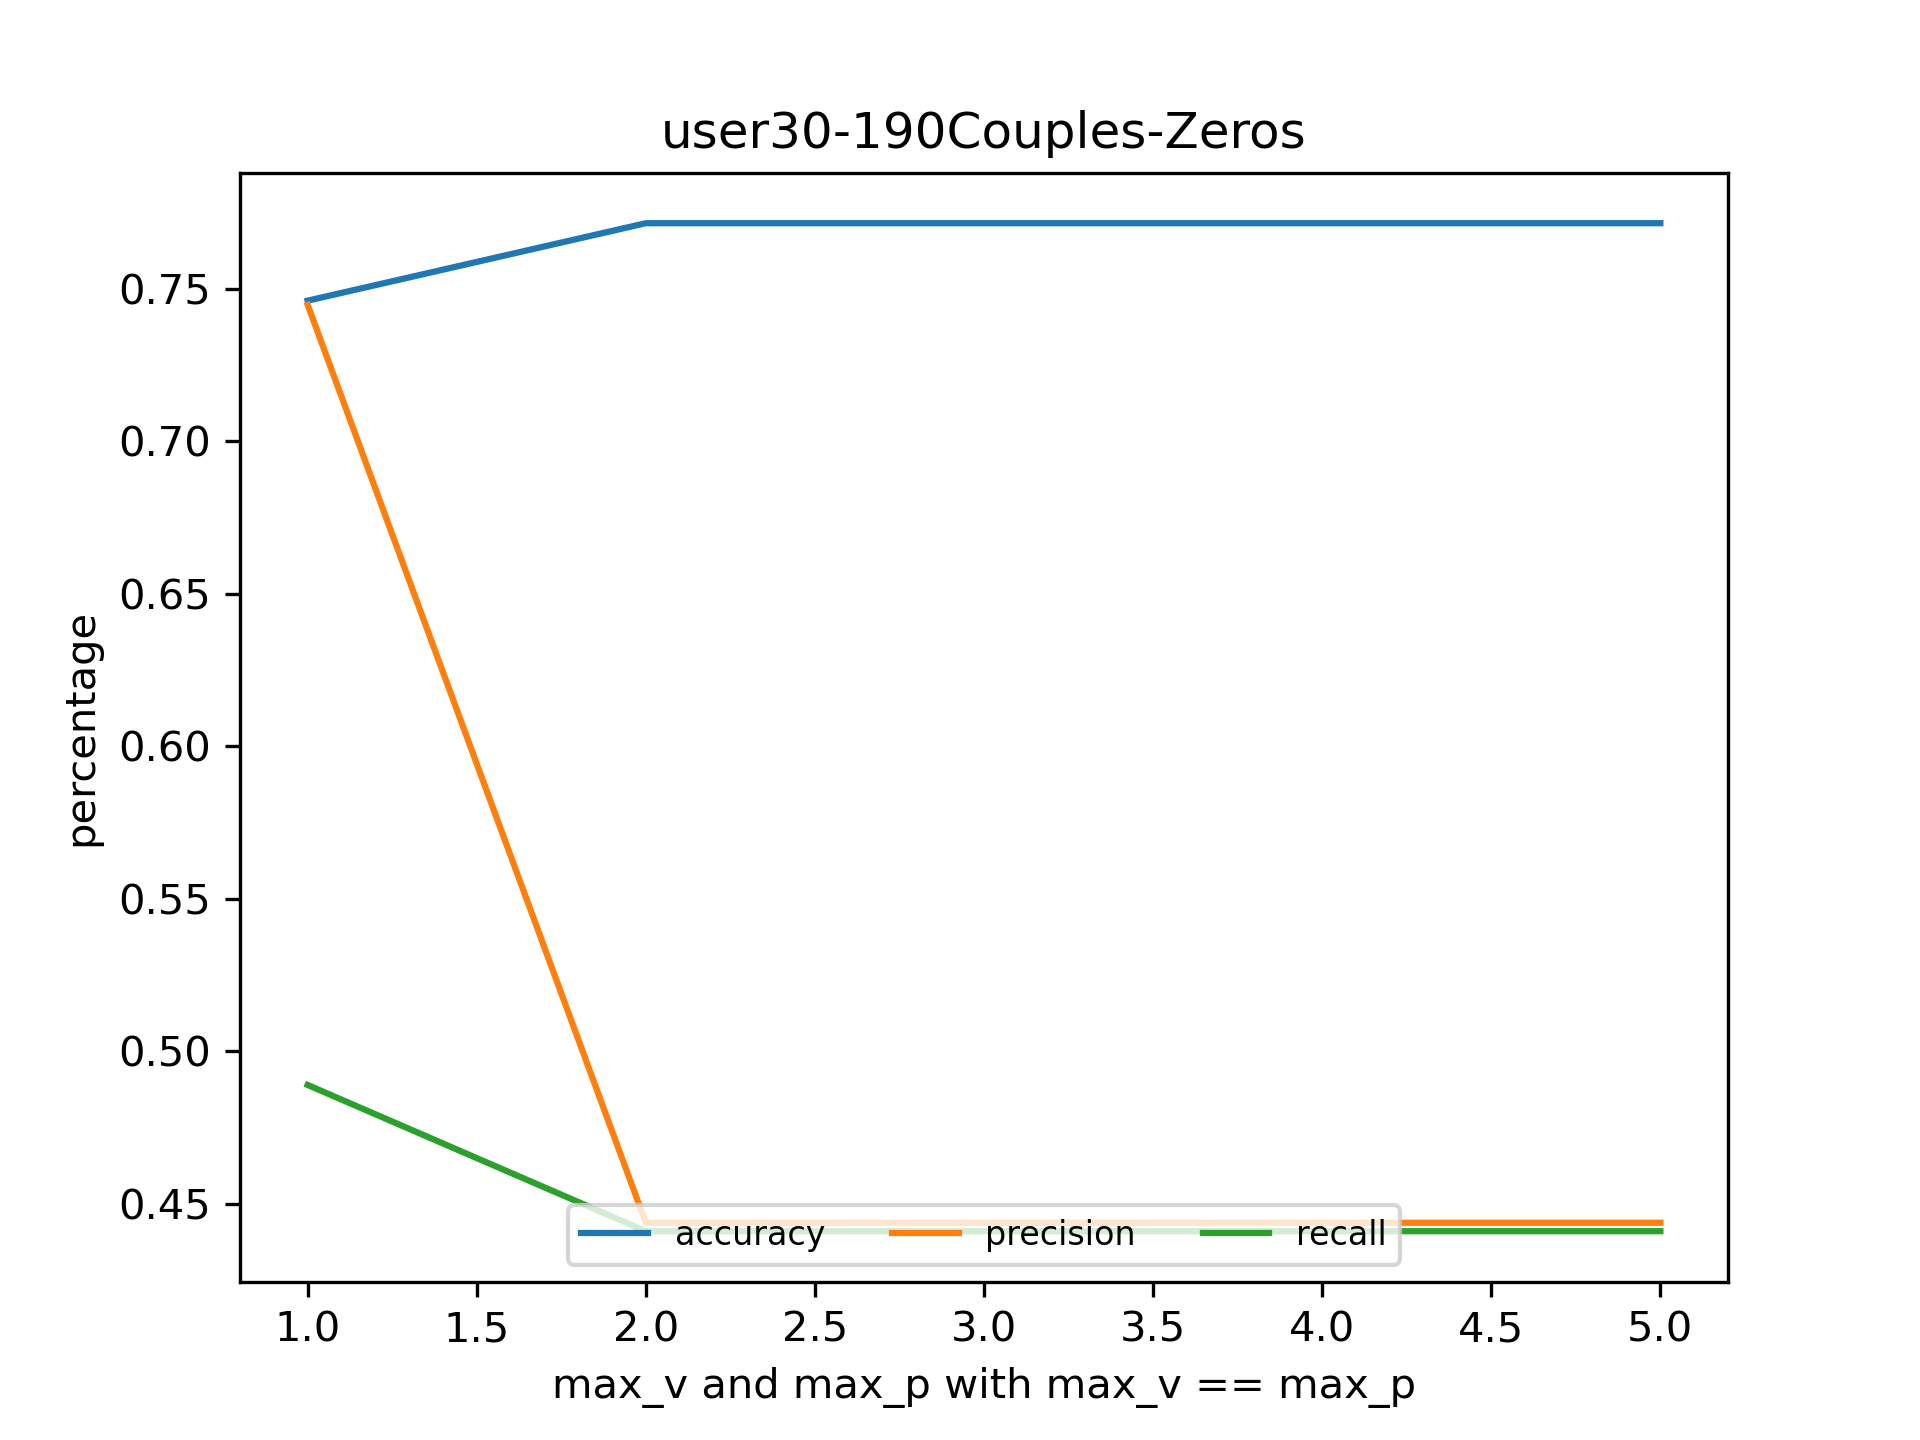 user30-190Couples-Zeros
percentage
0.75
0.70
0.65
0.60
0.55
0.50
0.45
accuracy precision recall
1.0 1.5 2.0 2.5 3.0 3.5 4.0 4.5 5.0
max_v and max_p with max_v == max_p